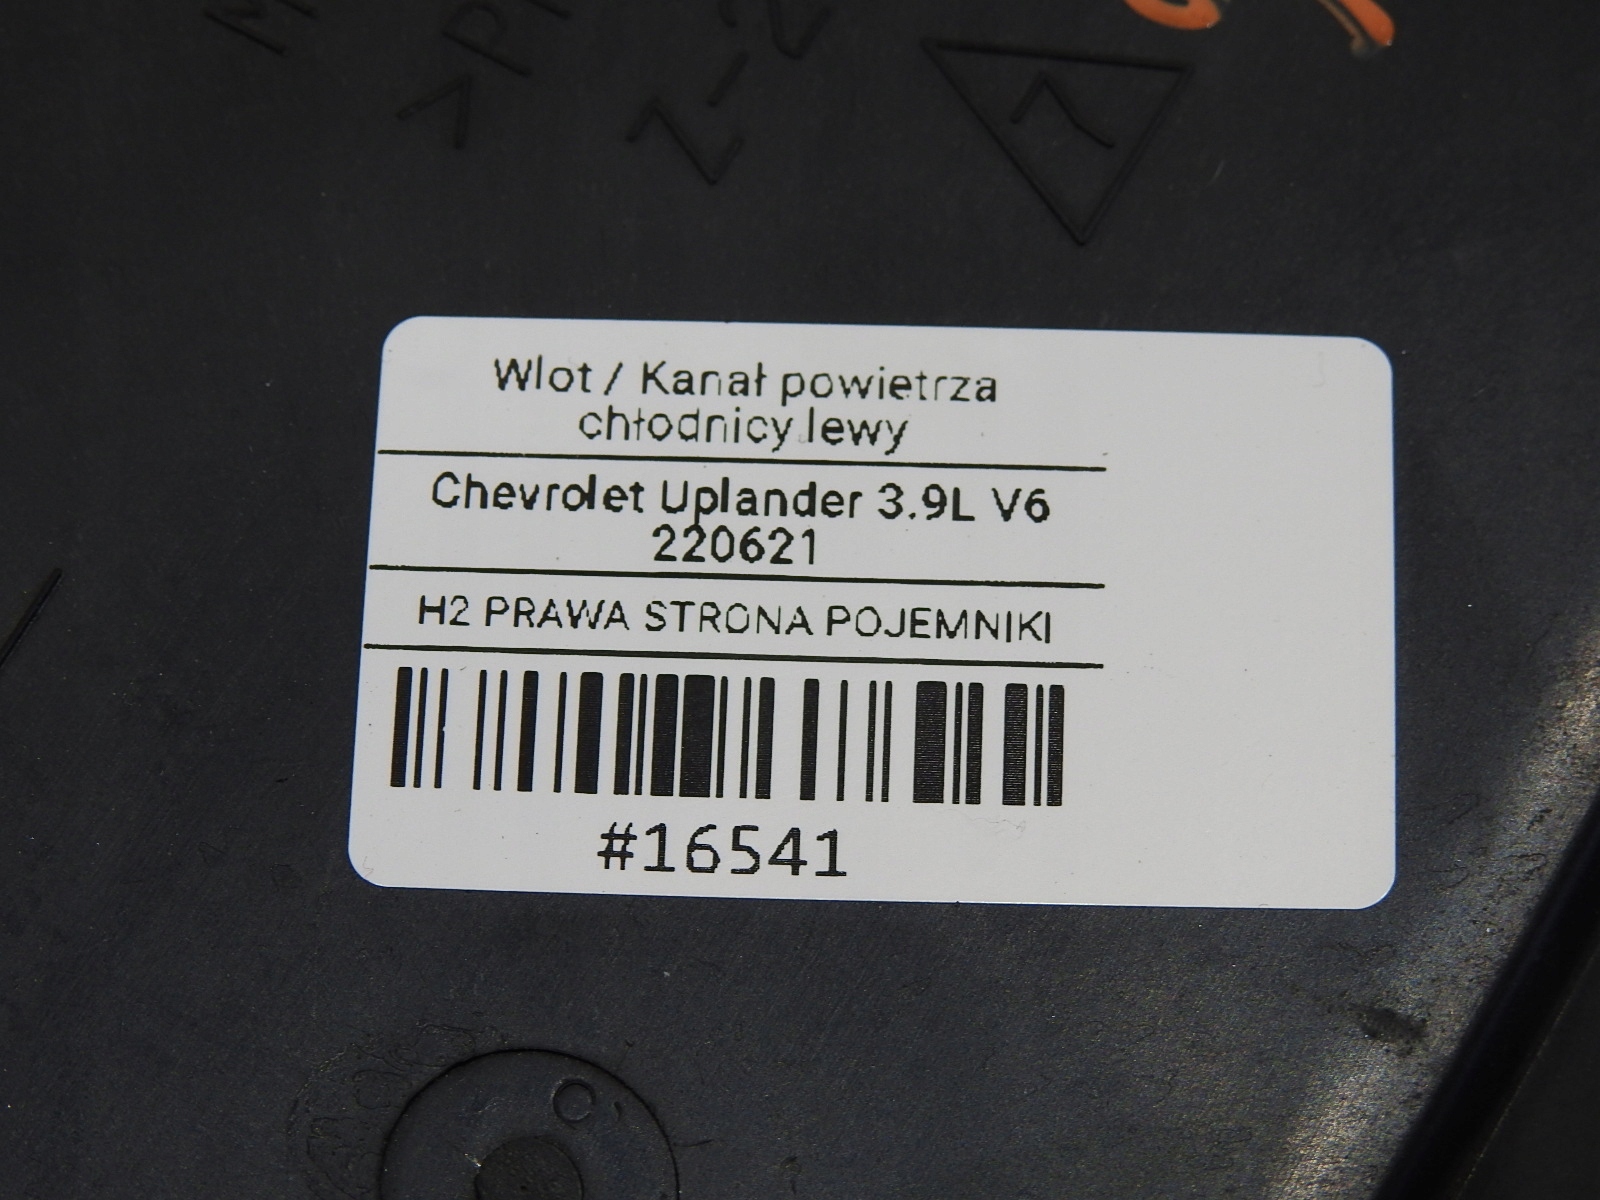 Wlot / Kanał powietrza
chłodnicy lewy
Chevrolet Uplander 3.9L V6
220621
H2 PRAWA STRONA POJEMNIKI
#16541